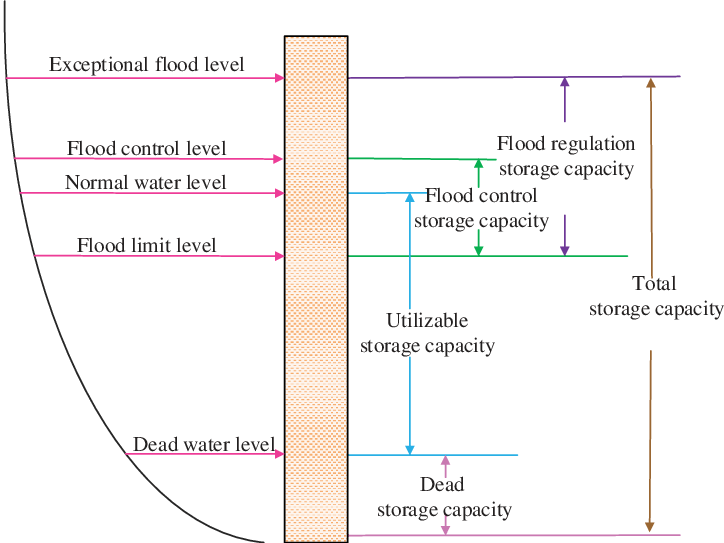 Exceptional flood level
Flood control level
Normal water level
Flood limit level
Dead water level
Flood regulation
storage capacity
Flood control
storage capacity
Total
storage capacity
Utilizable
storage capacity
Dead
storage capacity